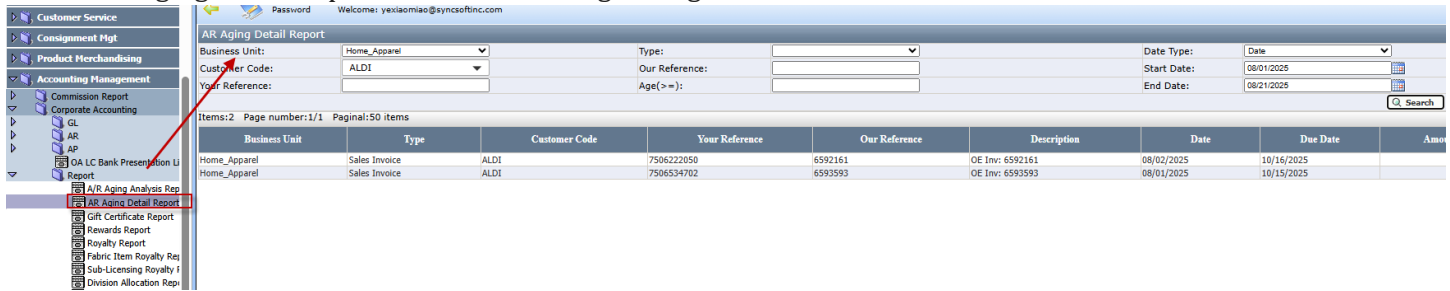 Password Welcome: yexiaomiao@syncsoftinc.com
Customer Service
Consignment Mgt
Product Merchandising
Accounting Management
Commission Report
Corporate Accounting
GL
AR
AP
OA LC Bank Presentation Li
Report
A/R Aging Analysis Rep
AR Aging Detail Report
Gift Certificate Report
Rewards Report
Royalty Report
Fabric Item Royalty Rep
Sub-Licensing Royalty R
Division Allocation Repo
AR Aging Detail Report
Business Unit: Home_Apparel Type: Date Type: Date
Customer Code: ALDI Our Reference: Start Date: 08/01/2025
Your Reference: Age(>=): End Date: 08/21/2025
Search
Items:2 Page number:1/1 Paginal:50 items
Business Unit Type Customer Code Your Reference Our Reference Description Date Due Date Amou
Home_Apparel Sales Invoice ALDI 7506222050 6592161 OE Inv: 6592161 08/02/2025 10/16/2025
Home_Apparel Sales Invoice ALDI 7506534702 6593593 OE Inv: 6593593 08/01/2025 10/15/2025